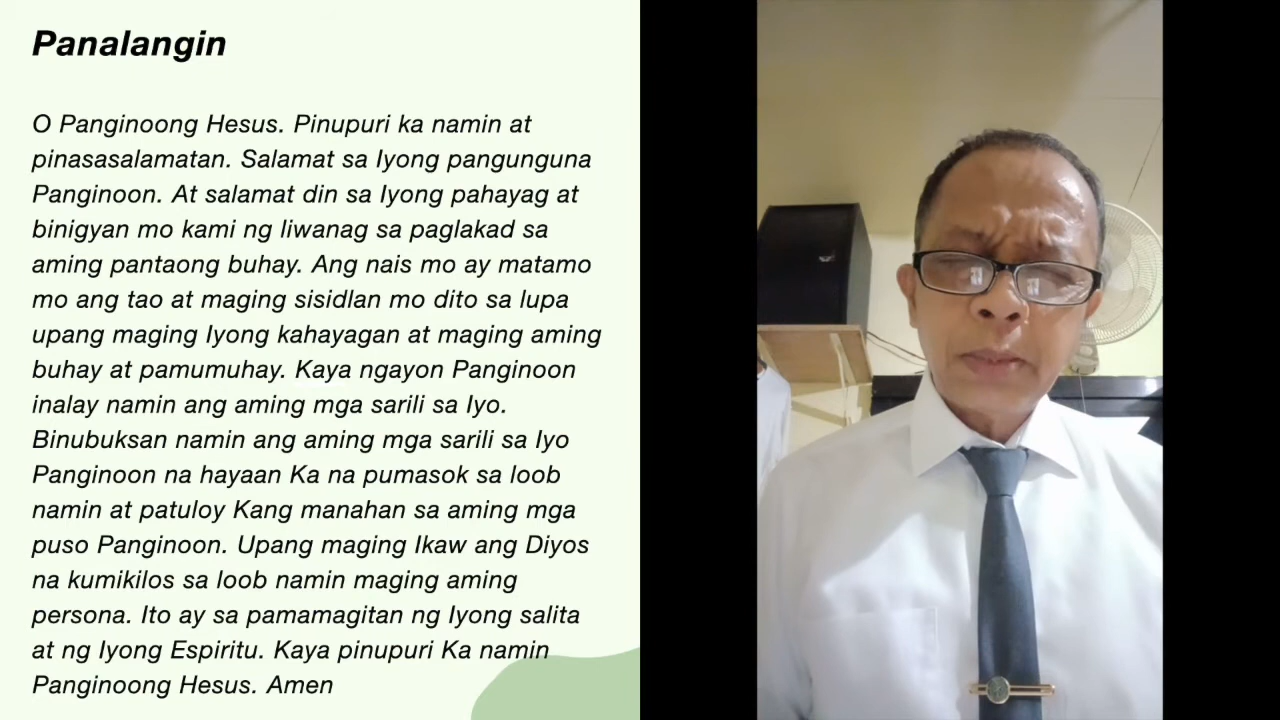 Panalangin
O Panginoong Hesus. Pinupuri ka namin at
pinasasalamatan. Salamat sa Iyong pangunguna
Panginoon. At salamat din sa Iyong pahayag at
binigyan mo kami ng liwanag sa paglakad sa
aming pantaong buhay. Ang nais mo ay matamo
mo ang tao at maging sisidlan mo dito sa lupa
upang maging Iyong kahayagan at maging aming
buhay at pamumuhay. Kaya ngayon Panginoon
inalay namin ang aming mga sarili sa Iyo.
Binubuksan namin ang aming mga sarili sa Iyo
Panginoon na hayaan Ka na pumasok sa loob
namin at patuloy Kang manahan sa aming mga
puso Panginoon. Upang maging Ikaw ang Diyos
na kumikilos sa loob namin maging aming
persona. Ito ay sa pamamagitan ng Iyong salita
at ng Iyong Espiritu. Kaya pinupuri Ka namin
Panginoong Hesus. Amen